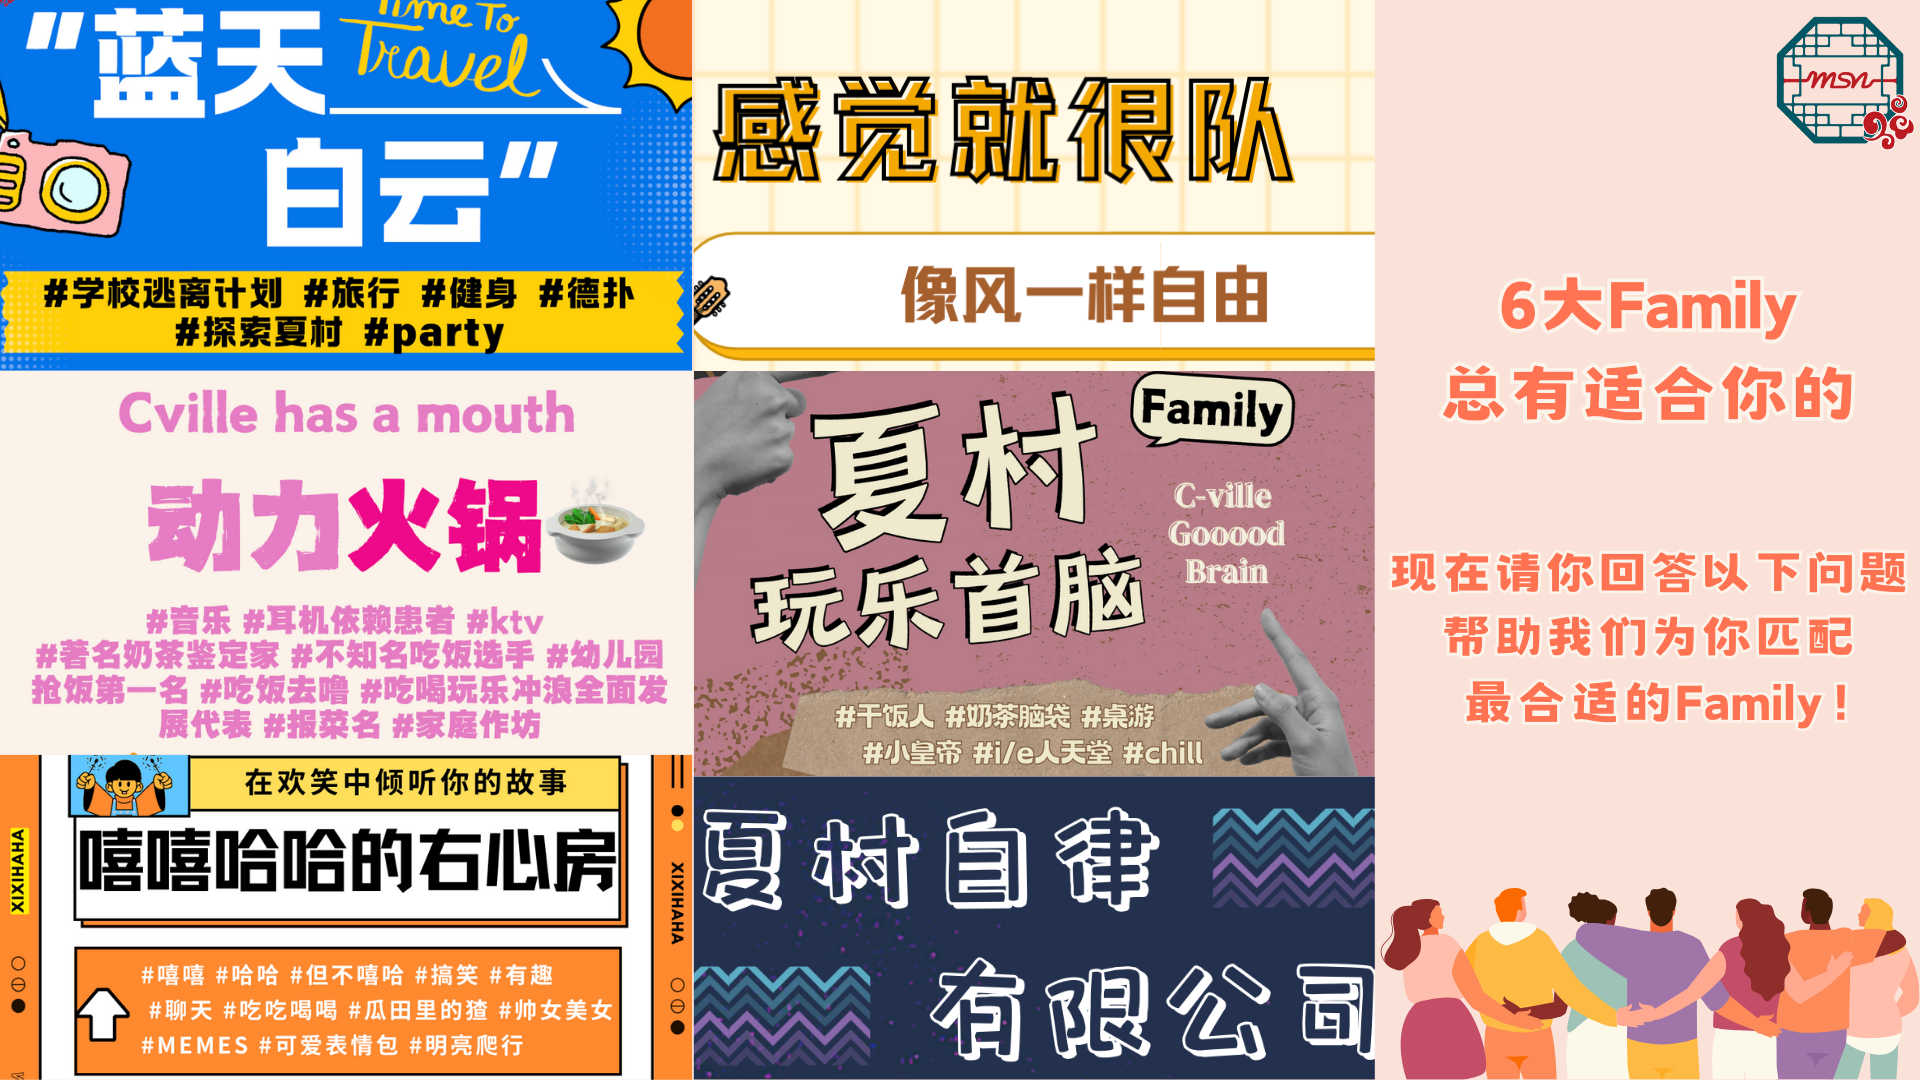 Time To
Travel
“蓝天
白云”
#学校逃离计划 #旅行 #健身 #德扑
#探索夏村 #party
感觉就很队
像风一样自由
Cville has a mouth
动力火锅
#音乐 #耳机依赖患者 #ktv
#著名奶茶鉴定家 #不知名吃饭选手 #幼儿园
抢饭第一名 #吃饭去噜 #吃喝玩乐冲浪全面发
展代表 #报菜名 #家庭作坊
Family
夏村
玩乐首脑
C-ville
Gooood
Brain
#干饭人 #奶茶脑袋 #桌游
#小皇帝 #i/e人天堂 #chill
在欢笑中倾听你的故事
嘻嘻哈哈的右心房
XIXIHAHA
XIXIHAHA
#嘻嘻 #哈哈 #但不嘻哈 #搞笑 #有趣
#聊天 #吃吃喝喝 #瓜田里的猹 #帅女美女
#MEMES #可爱表情包 #明亮爬行
夏村自律
有限公司
msn
6大Family
总有适合你的
现在请你回答以下问题
帮助我们为你匹配
最合适的Family！